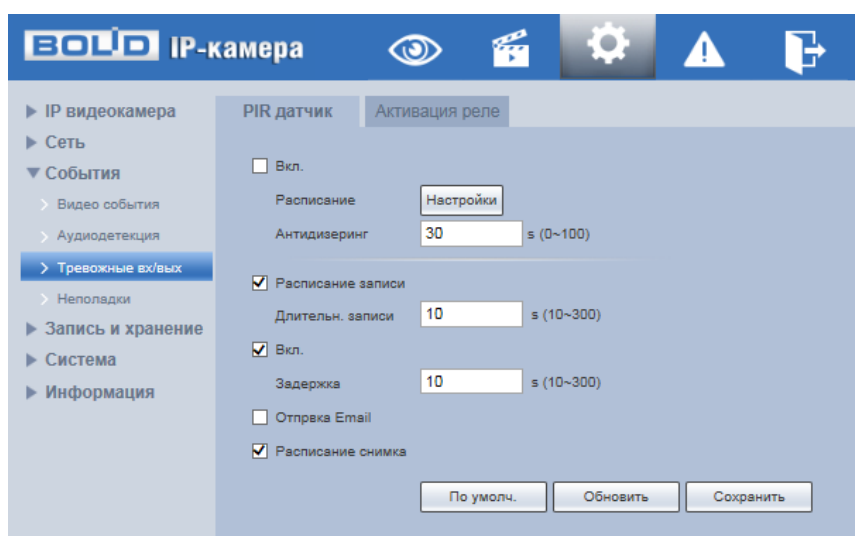 BOLID IP-камера
IP видеокамера
Сеть
События
Видео события
Аудиодетекция
Тревожные вх/вых
Неполадки
Запись и хранение
Система
Информация
PIR датчик
Активация реле
Вкл.
Расписание
Настройки
Антидизеринг
30
s (0~100)
Расписание записи
Длительн. записи
10
s (10~300)
Вкл.
Задержка
10
s (10~300)
Отпрвка Email
Расписание снимка
По умолч.
Обновить
Сохранить